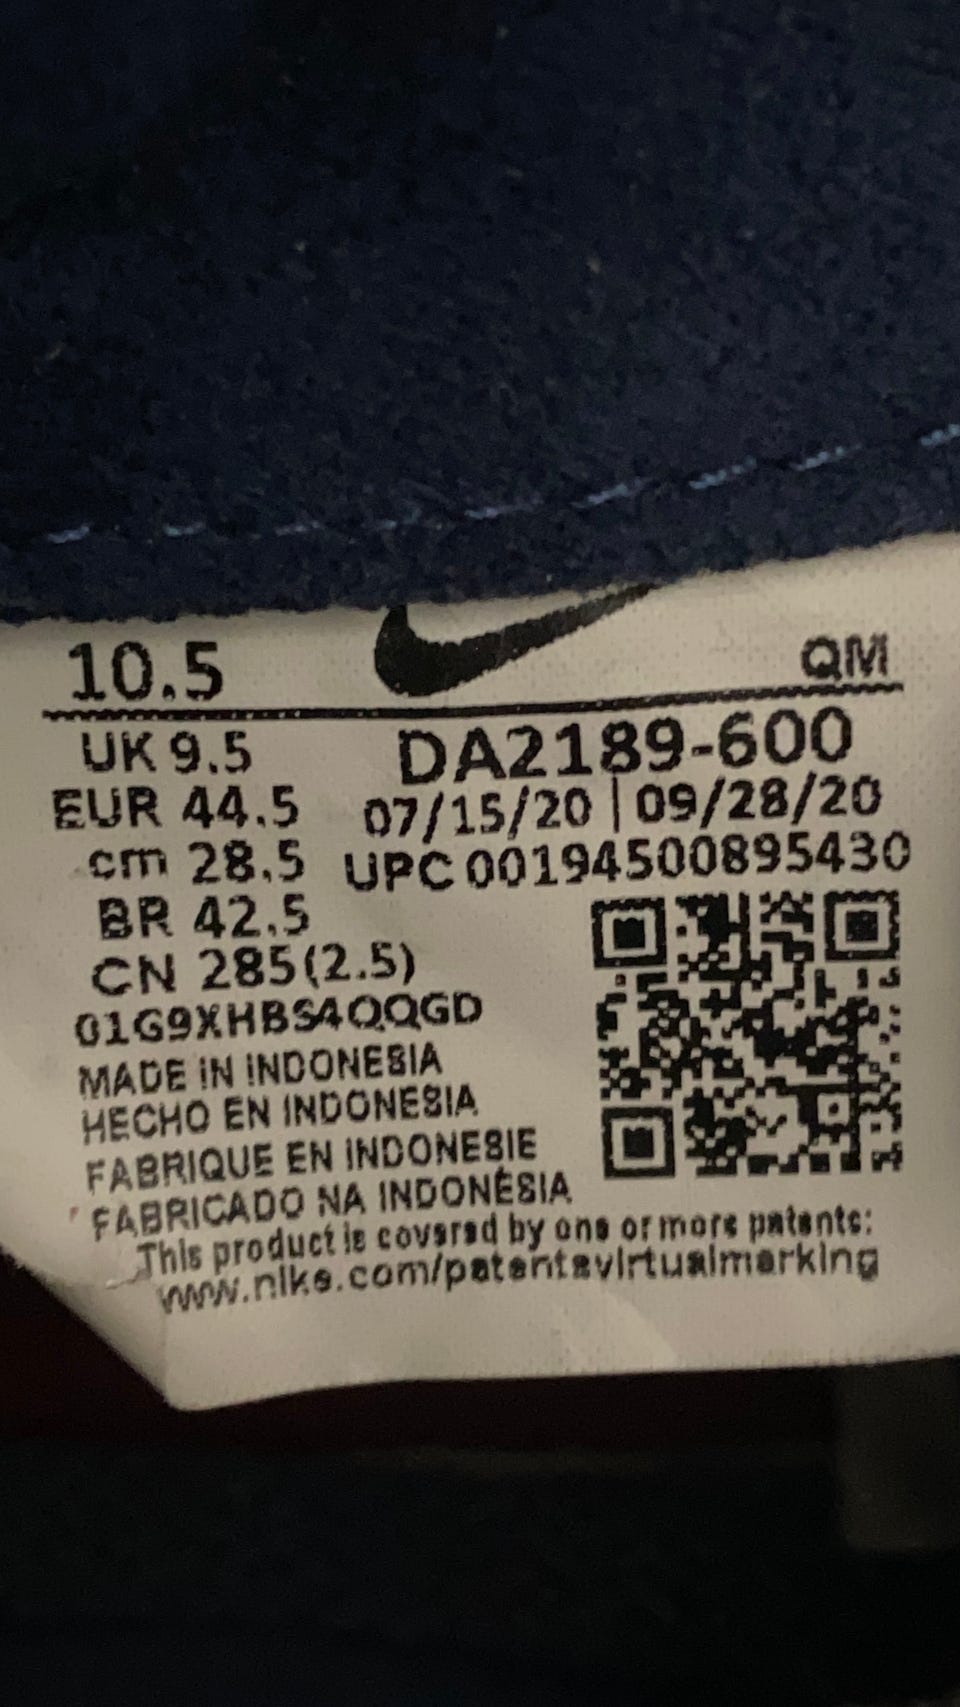 10.5
QM
UK 9.5
EUR 44.5
cm 28.5
BR 42.5
CN 285(2.5)
DA2189-600
07/15/20 | 09/28/20
UPC 00194500895430
01G9XHBS4QQGD
MADE IN INDONESIA
HECHO EN INDONESIA
FABRIQUE EN INDONESIE
FABRICADO NA INDONÉSIA
This product is covered by one or more patents:
www.nike.com/patentsvirtualmarking